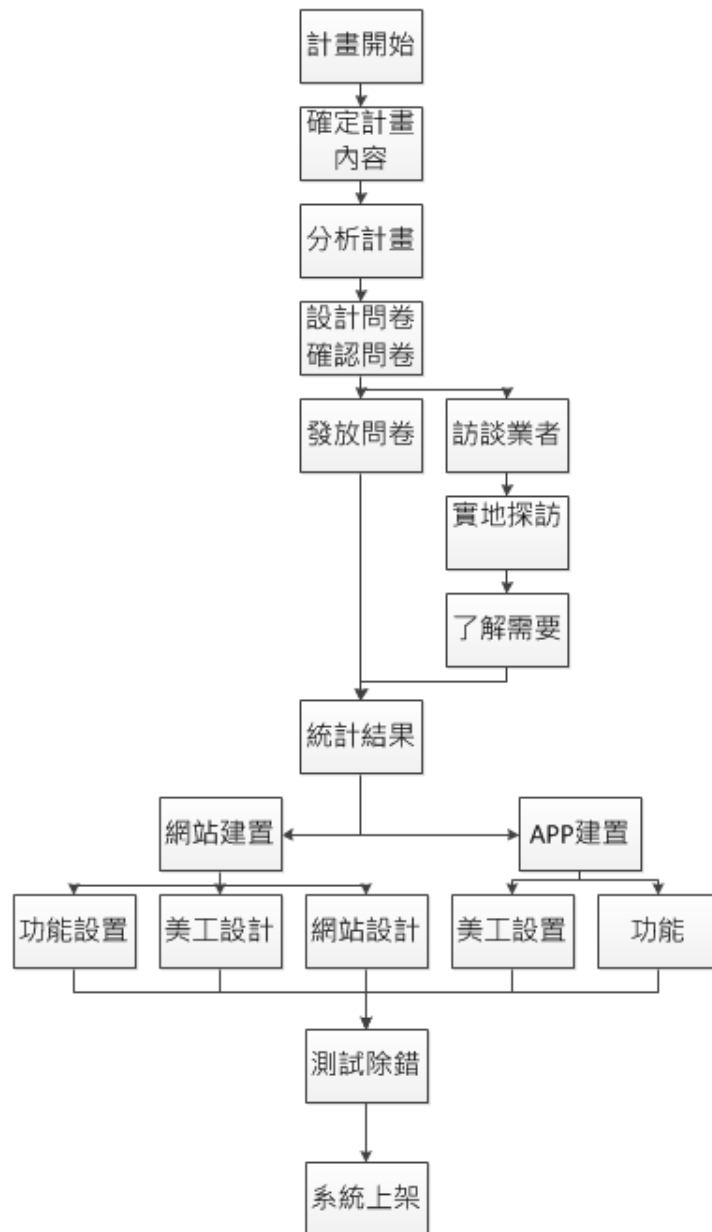 計畫開始
確定計畫
內容
分析計畫
設計問卷
確認問卷
發放問卷
訪談業者
實地探訪
了解需要
統計結果
網站建置
APP建置
功能設置
美工設計
網站設計
美工設置
功能
測試除錯
系統上架